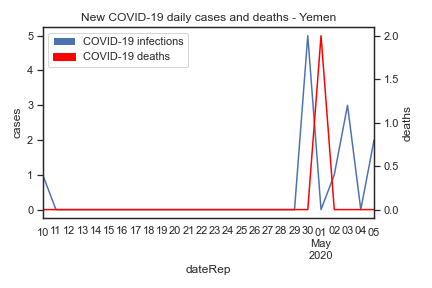 New COVID-19 daily cases and deaths - Yemen
COVID-19 infections
COVID-19 deaths
cases
5
4
3
2
1
0
deaths
2.0
1.5
1.0
0.5
0.0
10 11 12 13 14 15 16 17 18 19 20 21 22 23 24 25 26 27 28 29 30 01 02 03 04 05
May
2020
dateRep